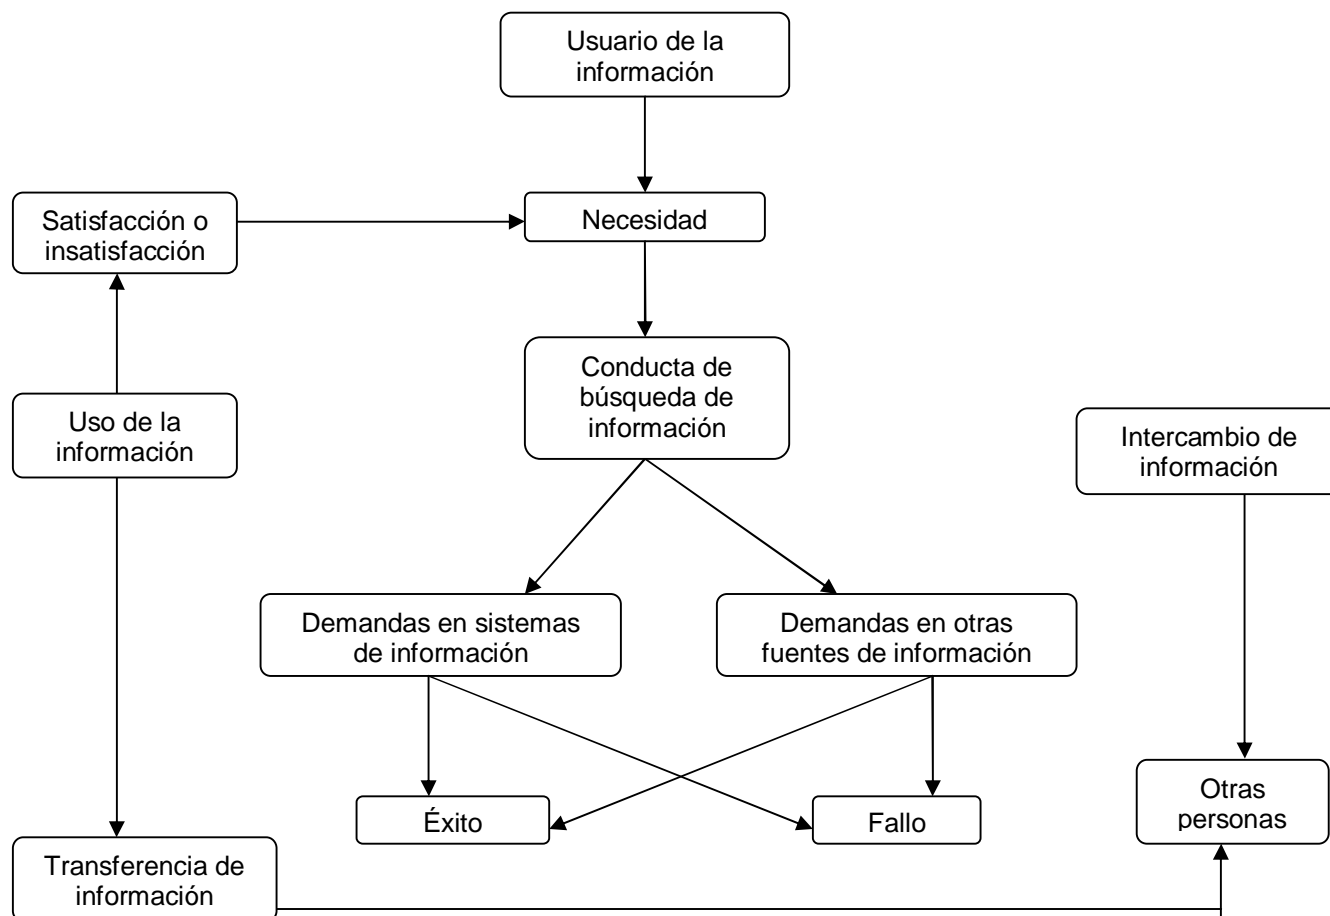 Usuario de la
información
Satisfacción o
insatisfacción
Necesidad
Conducta de
búsqueda de
información
Uso de la
información
Intercambio de
información
Demandas en sistemas
de información
Demandas en otras
fuentes de información
Éxito
Fallo
Otras
personas
Transferencia de
información